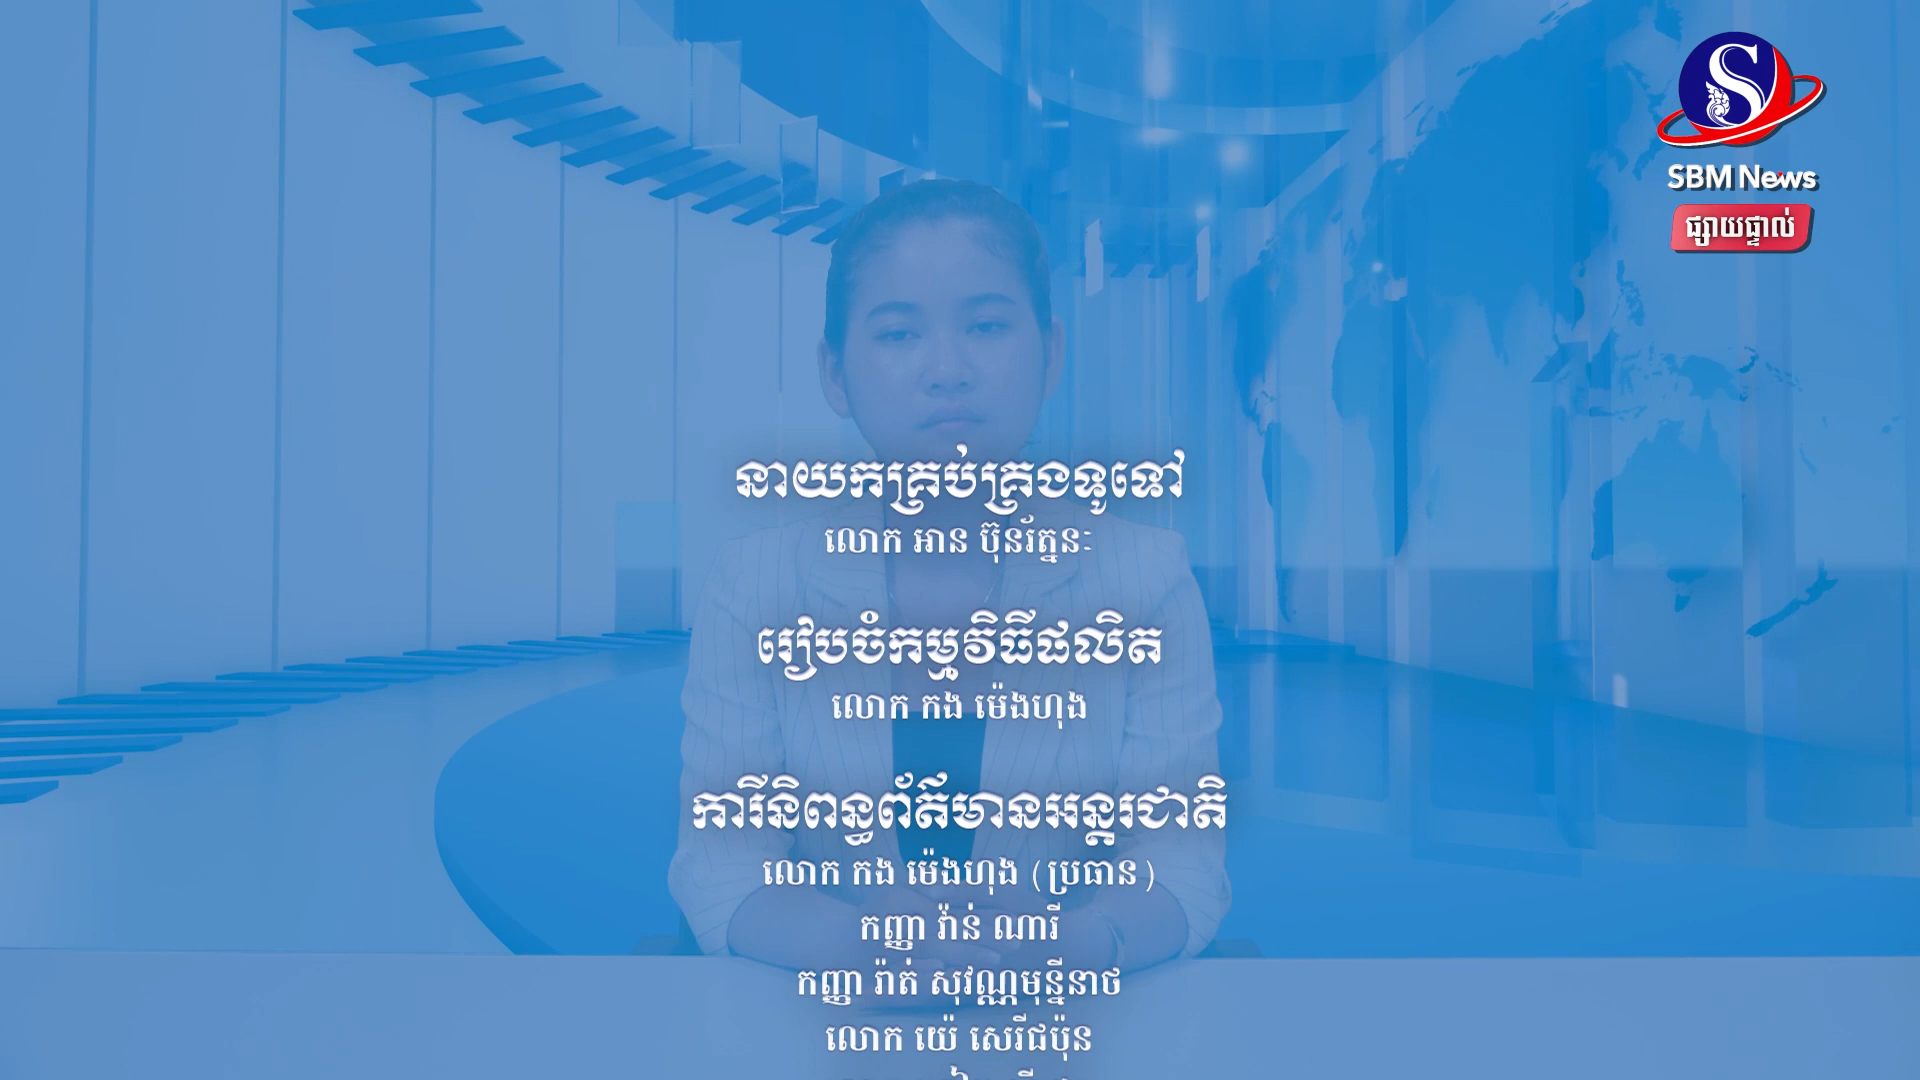 SBM News
ផ្សាយផ្ទាល់
នាយកគ្រប់គ្រងទូទៅ
លោក អាន ប៊ុនរ័ត្ននៈ
រៀបចំកម្មវិធីផលិត
លោក កង ម៉េងហុង
ការីនិពន្ធព័ត៌មានអន្តរជាតិ
លោក កង ម៉េងហុង (ប្រធាន)
កញ្ញា វ៉ាន់ ណារី
កញ្ញា រ៉ាត់ សុវណ្ណមុន្នីនាថ
លោក យ៉េ សេរីជប៉ុន